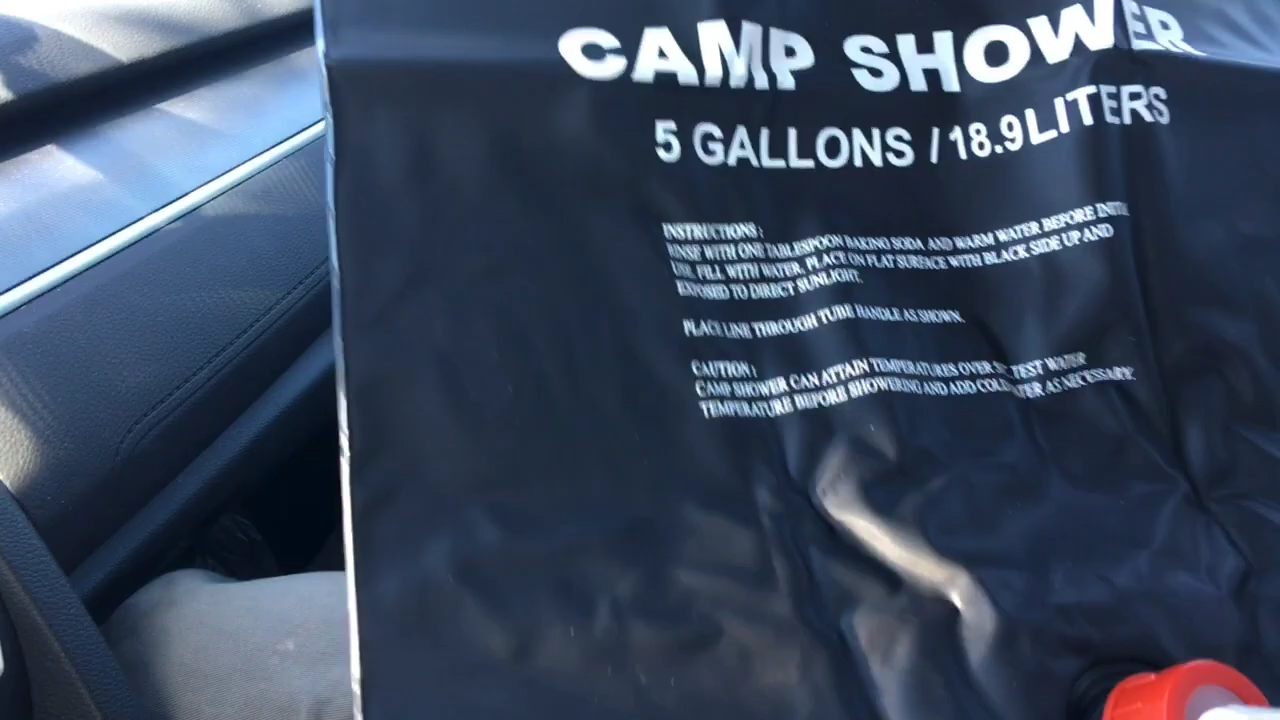 CAMP SHOWER
5 GALLONS / 18.9 LITERS
INSTRUCTIONS:
RINSE WITH ONE TABLESPOON BAKING SODA AND WARM WATER BEFORE
USE. FILL WITH WATER, PLACE ON FLAT SURFACE WITH BLACK SIDE UP AND
EXPOSED TO DIRECT SUNLIGHT.
PLACE LINE THROUGH TUBE HANDLE AS SHOWN.
CAUTION:
CAMP SHOWER CAN ATTAIN TEMPERATURES OVER TEST WATER
TEMPERATURE BEFORE SHOWERING AND ADD COLD WATER AS NECESSARY.